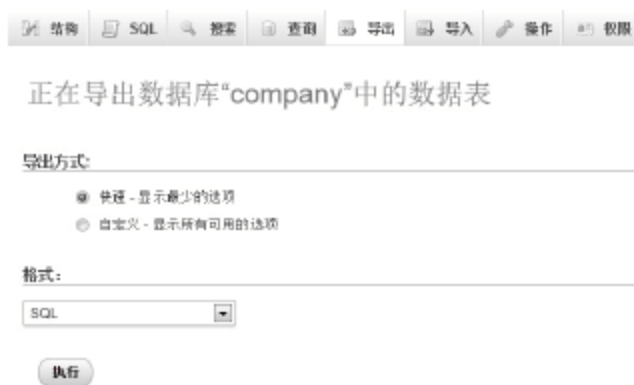 结构 SQL 搜索 查询 导出 导入 操作 权限
正在导出数据库“company”中的数据表
导出方式:
快速 - 显示最少的选项
自定义 - 显示所有可用的选项
格式:
SQL
执行